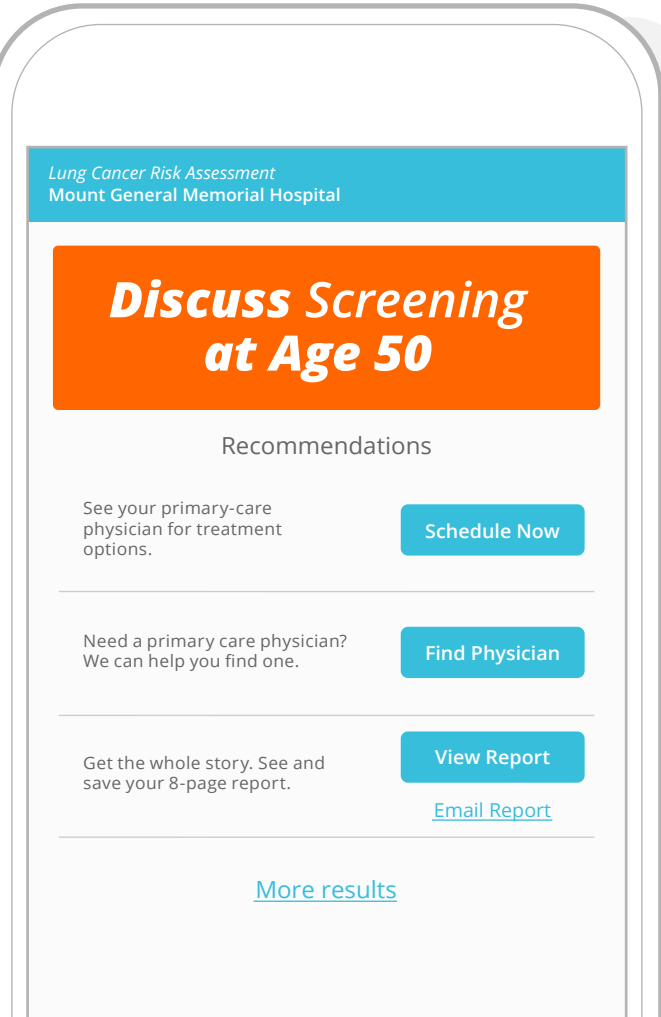 Lung Cancer Risk Assessment
Mount General Memorial Hospital
Discuss Screening
at Age 50
Recommendations
See your primary-care
physician for treatment
options.
Schedule Now
Need a primary care physician?
We can help you find one.
Find Physician
Get the whole story. See and
save your 8-page report.
View Report
Email Report
More results